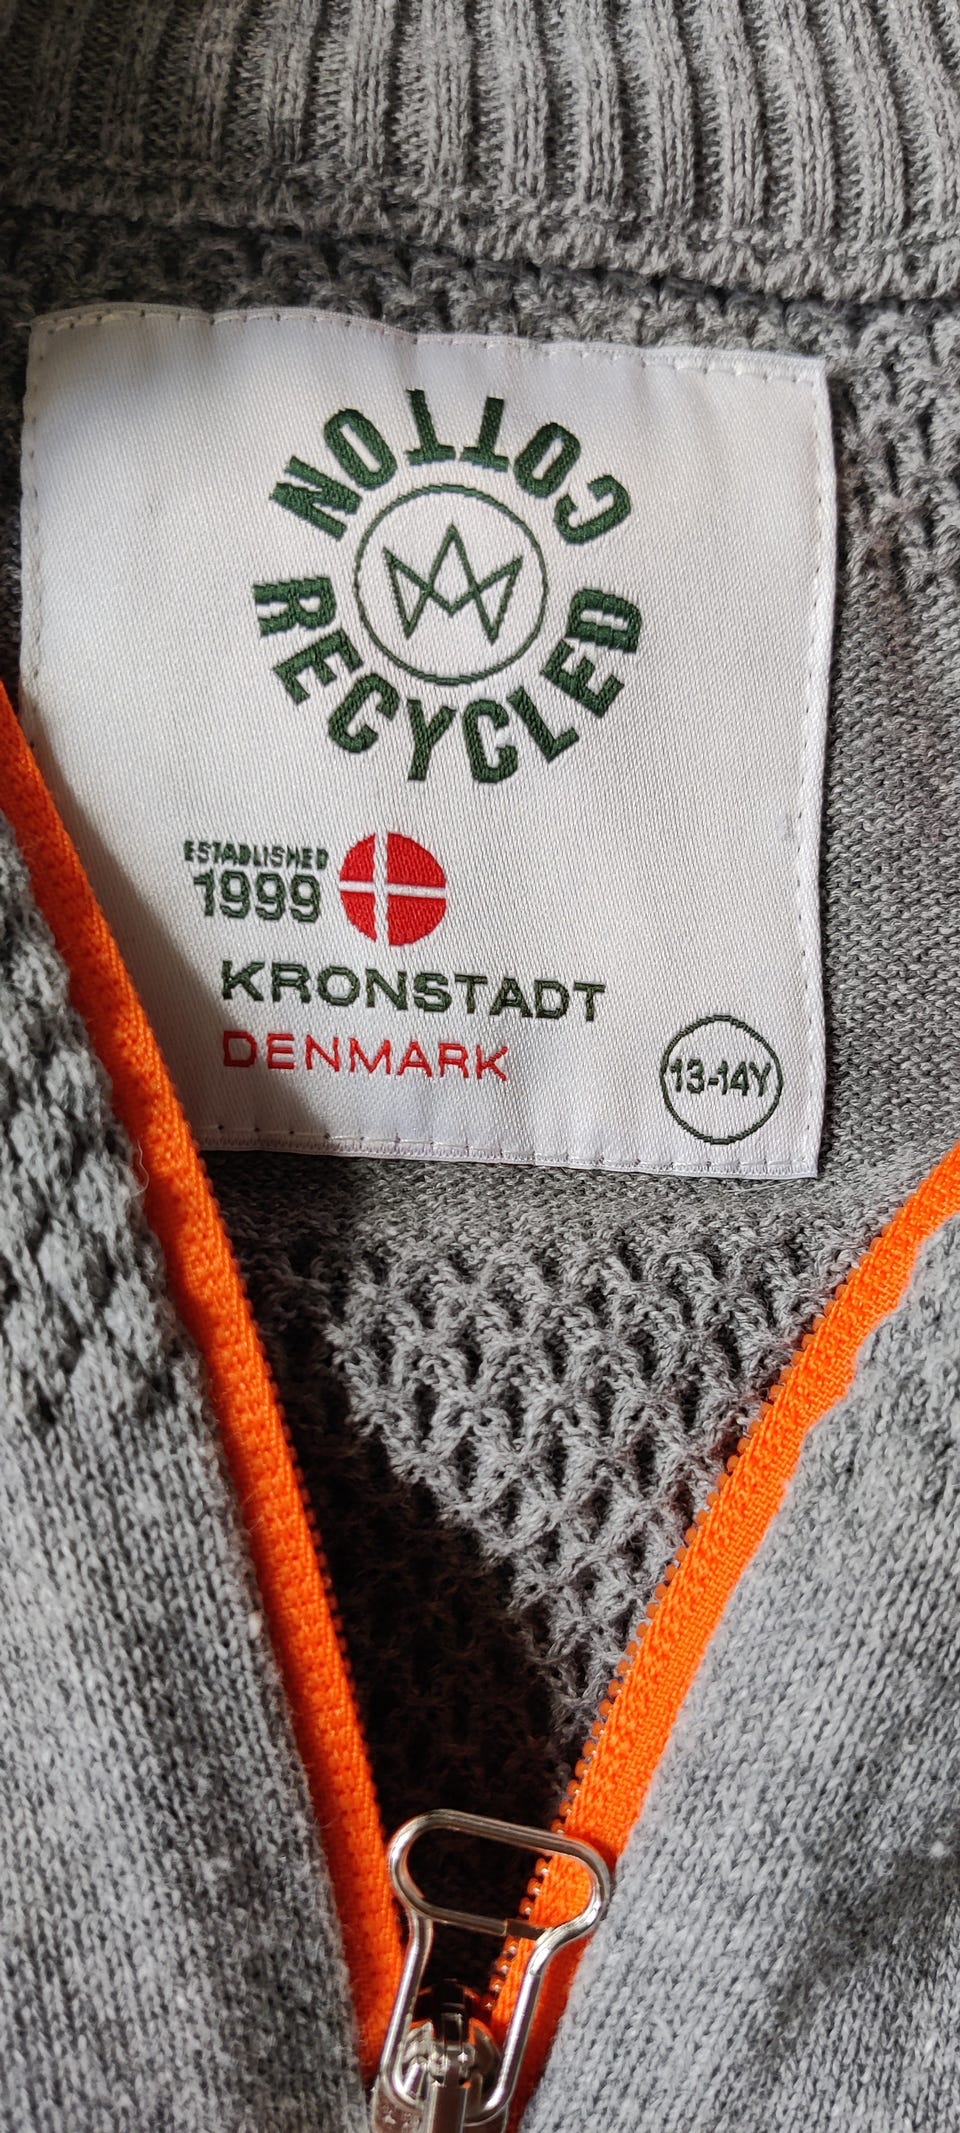 RECYCLED COTTON
ESTABLISHED
1999
KRONSTADT
DENMARK
13-14Y